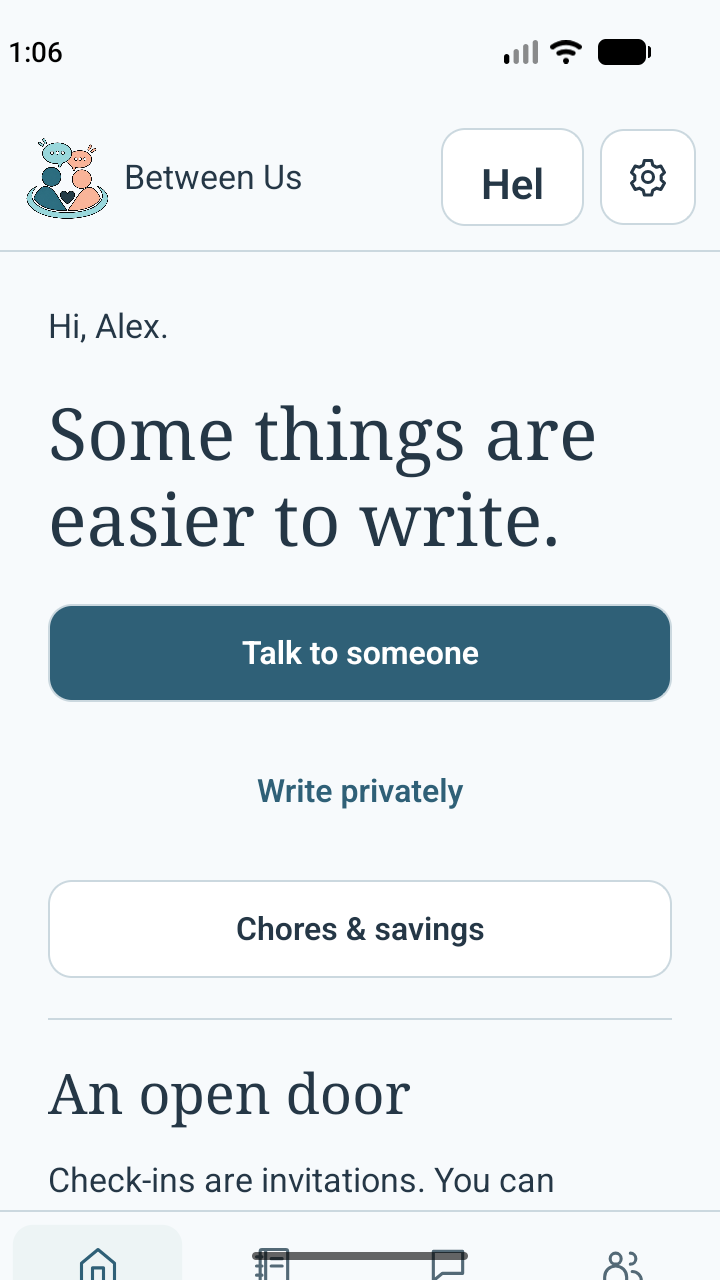 1:06
Between Us
Hel
Hi, Alex.
Some things are
easier to write.
Talk to someone
Write privately
Chores & savings
An open door
Check-ins are invitations. You can